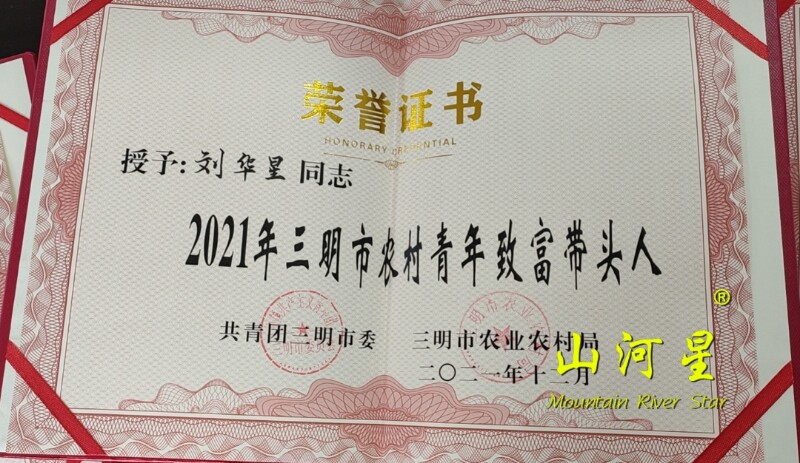 荣誉证书
HONORARY CREDENTIAL
授予:刘华星同志
2021年三明市农村青年致富带头人
共青团三明市委 三明市农业农村局
二〇二一年十二月
山河星®
Mountain River Star